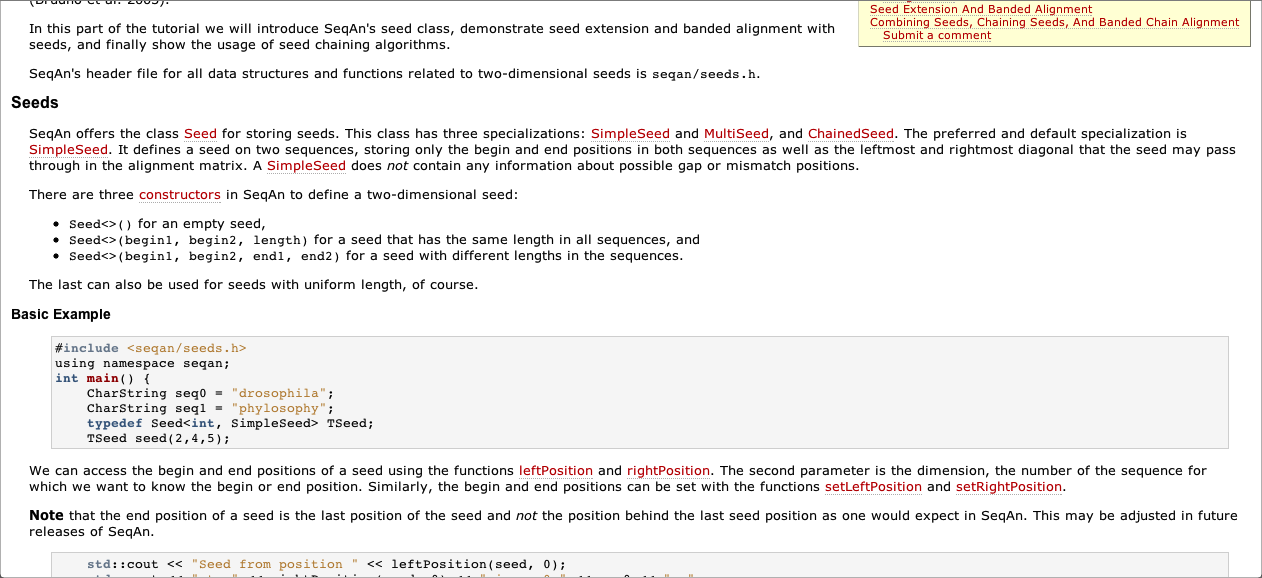 In this part of the tutorial we will introduce SeqAn's seed class, demonstrate seed extension and banded alignment with
seeds, and finally show the usage of seed chaining algorithms.
Seed Extension And Banded Alignment
Combining Seeds, Chaining Seeds, And Banded Chain Alignment
Submit a comment
SeqAn's header file for all data structures and functions related to two-dimensional seeds is seqan/seeds.h.
Seeds
SeqAn offers the class Seed for storing seeds. This class has three specializations: SimpleSeed and MultiSeed, and ChainedSeed. The preferred and default specialization is
SimpleSeed. It defines a seed on two sequences, storing only the begin and end positions in both sequences as well as the leftmost and rightmost diagonal that the seed may pass
through in the alignment matrix. A SimpleSeed does not contain any information about possible gap or mismatch positions.
There are three constructors in SeqAn to define a two-dimensional seed:
• Seed<>() for an empty seed,
• Seed<>(begin1, begin2, length) for a seed that has the same length in all sequences, and
• Seed<>(begin1, begin2, end1, end2) for a seed with different lengths in the sequences.
The last can also be used for seeds with uniform length, of course.
Basic Example
#include <seqan/seeds.h>
using namespace seqan;
int main() {
    CharString seq0 = "drosophila";
    CharString seq1 = "phylosophy";
    typedef Seed<int, SimpleSeed> TSeed;
    TSeed seed(2,4,5);
We can access the begin and end positions of a seed using the functions leftPosition and rightPosition. The second parameter is the dimension, the number of the sequence for
which we want to know the begin or end position. Similarly, the begin and end positions can be set with the functions setLeftPosition and setRightPosition.
Note that the end position of a seed is the last position of the seed and not the position behind the last seed position as one would expect in SeqAn. This may be adjusted in future
releases of SeqAn.
    std::cout << "Seed from position " << leftPosition(seed, 0);